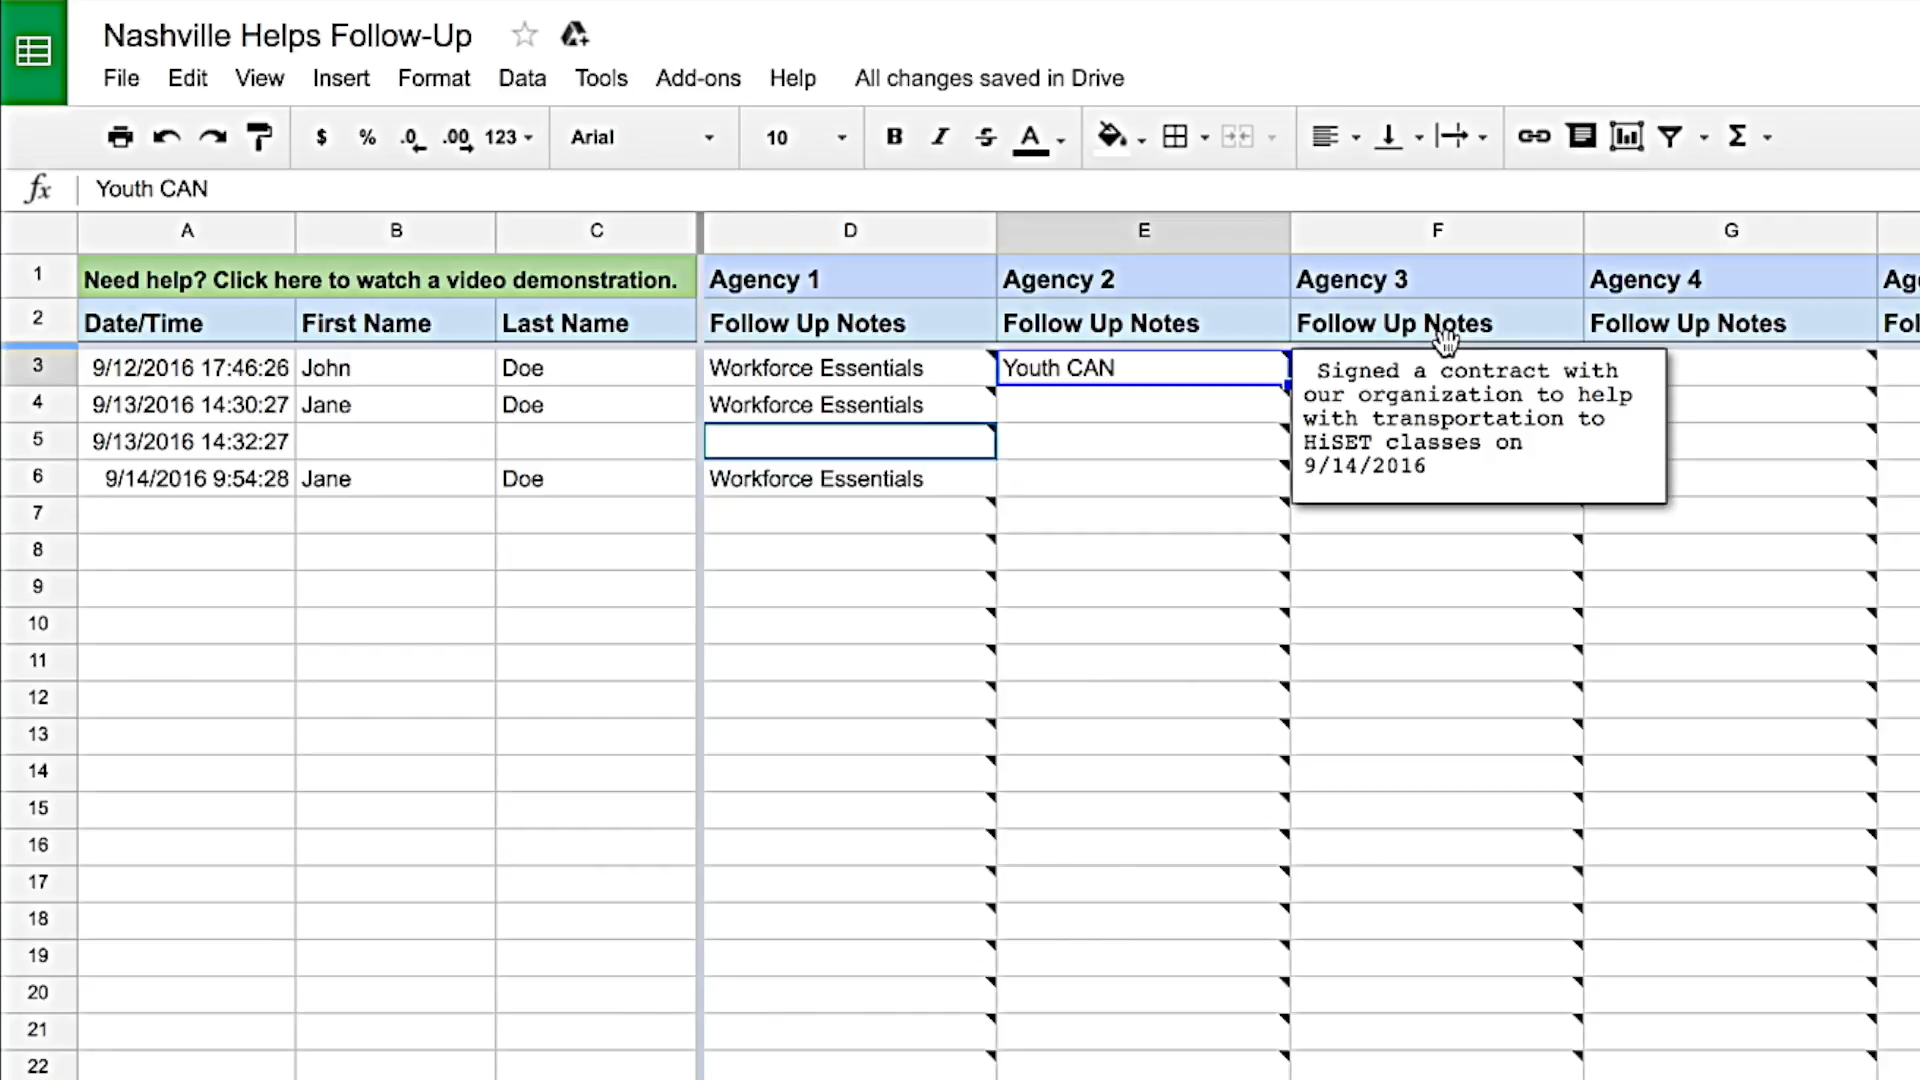 Nashville Helps Follow-Up
File Edit View Insert Format Data Tools Add-ons Help All changes saved in Drive
$ % .0 .00 123 Arial 10 B I S A Σ
fx Youth CAN
A B C D E F G
1 Need help? Click here to watch a video demonstration. Agency 1 Agency 2 Agency 3 Agency 4
2 Date/Time First Name Last Name Follow Up Notes Follow Up Notes Follow Up Notes Follow Up Notes
3 9/12/2016 17:46:26 John Doe Workforce Essentials Youth CAN
4 9/13/2016 14:30:27 Jane Doe Workforce Essentials
5 9/13/2016 14:32:27
6 9/14/2016 9:54:28 Jane Doe Workforce Essentials
Signed a contract with
our organization to help
with transportation to
HiSET classes on
9/14/2016
7
8
9
10
11
12
13
14
15
16
17
18
19
20
21
22